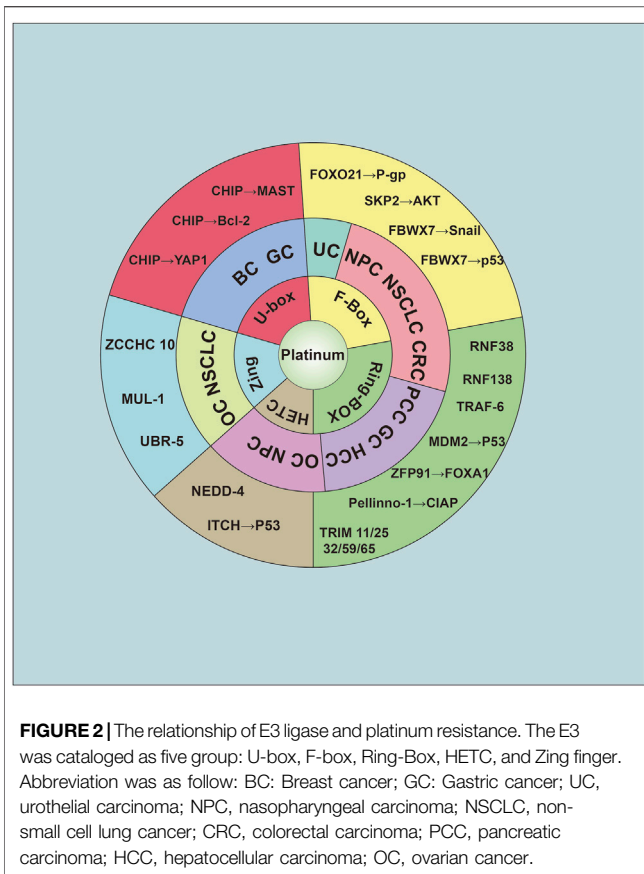 CHIP→MAST
CHIP→Bcl-2
CHIP→YAP1
FOXO21→P-gp
SKP2→AKT
FBWX7→Snail
FBWX7→p53
BC GC
UC
NPC NSCLC CRC
U-box
F-Box
ZCCHC 10
MUL-1
UBR-5
OC NSCLC
Zing
Platinum
Ring-BOX
HETC
RNF38
RNF138
TRAF-6
MDM2→P53
ZFP91→FOXA1
Pellinno-1→CIAP
TRIM 11/25
32/59/65
PCC GC HCC
OC NPC
NEDD-4
ITCH→P53
FIGURE 2 | The relationship of E3 ligase and platinum resistance. The E3
was cataloged as five group: U-box, F-box, Ring-Box, HETC, and Zing finger.
Abbreviation was as follow: BC: Breast cancer; GC: Gastric cancer; UC,
urothelial carcinoma; NPC, nasopharyngeal carcinoma; NSCLC, non-
small cell lung cancer; CRC, colorectal carcinoma; PCC, pancreatic
carcinoma; HCC, hepatocellular carcinoma; OC, ovarian cancer.